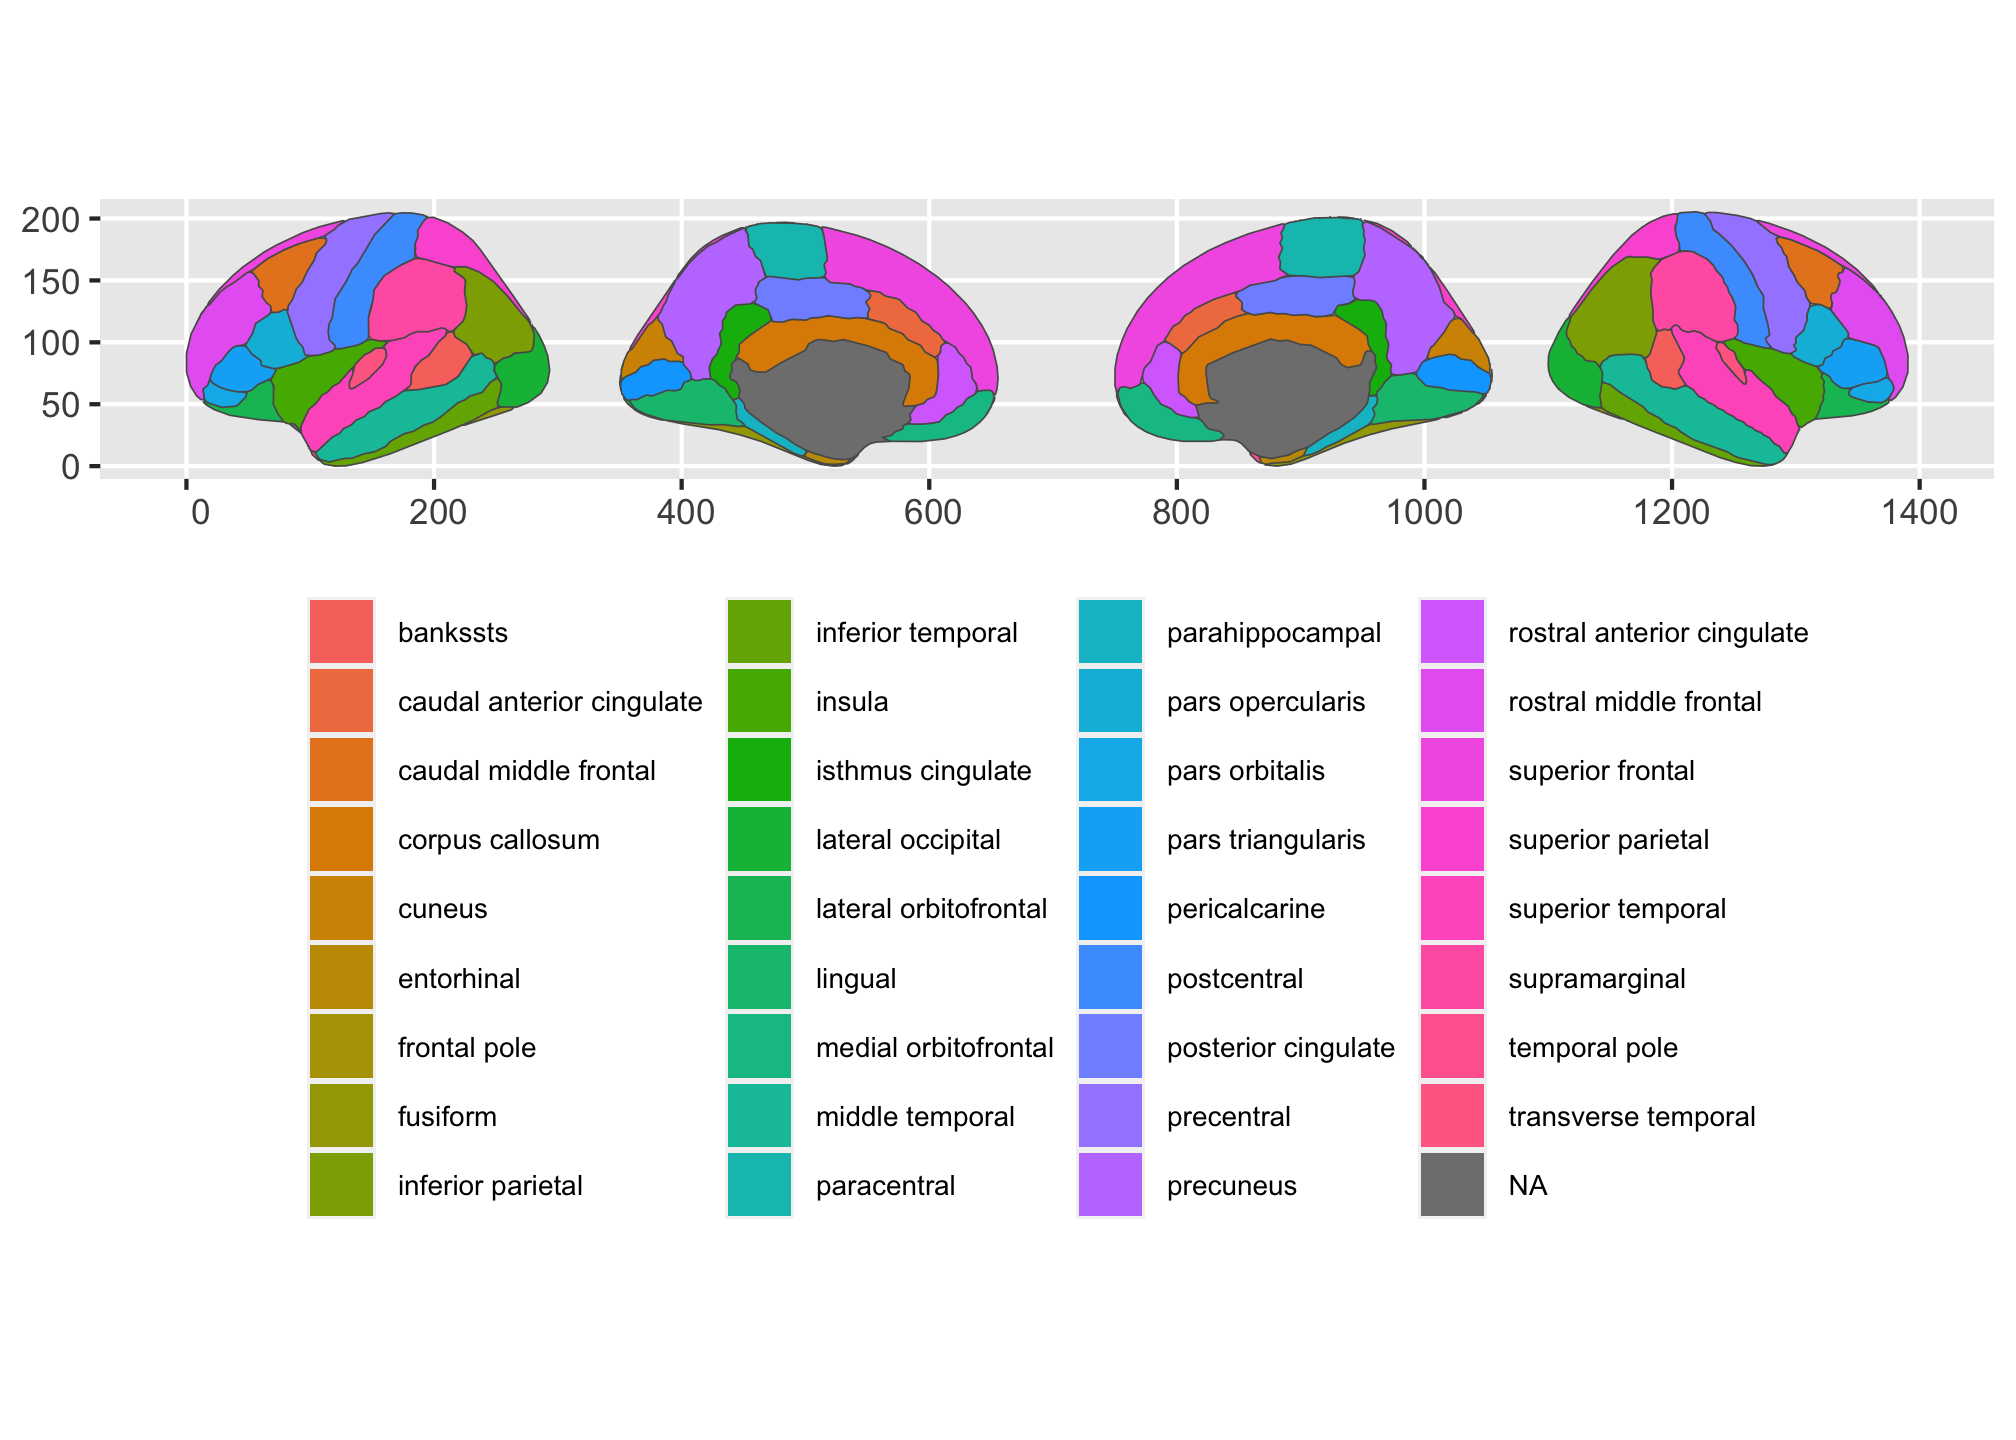 200
150
100
50
0
0 200 400 600 800 1000 1200 1400
bankssts inferior temporal parahippocampal rostral anterior cingulate
caudal anterior cingulate insula pars opercularis rostral middle frontal
caudal middle frontal isthmus cingulate pars orbitalis superior frontal
corpus callosum lateral occipital pars triangularis superior parietal
cuneus lateral orbitofrontal pericalcarine superior temporal
entorhinal lingual postcentral supramarginal
frontal pole medial orbitofrontal posterior cingulate temporal pole
fusiform middle temporal precentral transverse temporal
inferior parietal paracentral precuneus NA